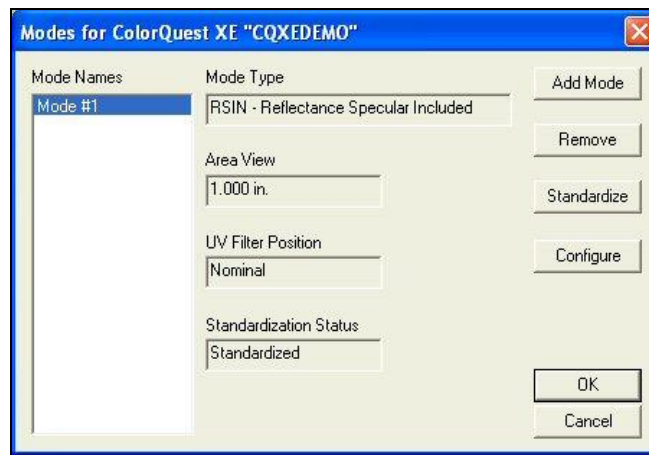 Modes for ColorQuest XE "CQXEDEMO"
Mode Names
Mode #1
Mode Type
RSIN - Reflectance Specular Included
Area View
1.000 in.
UV Filter Position
Nominal
Standardization Status
Standardized
Add Mode
Remove
Standardize
Configure
OK
Cancel